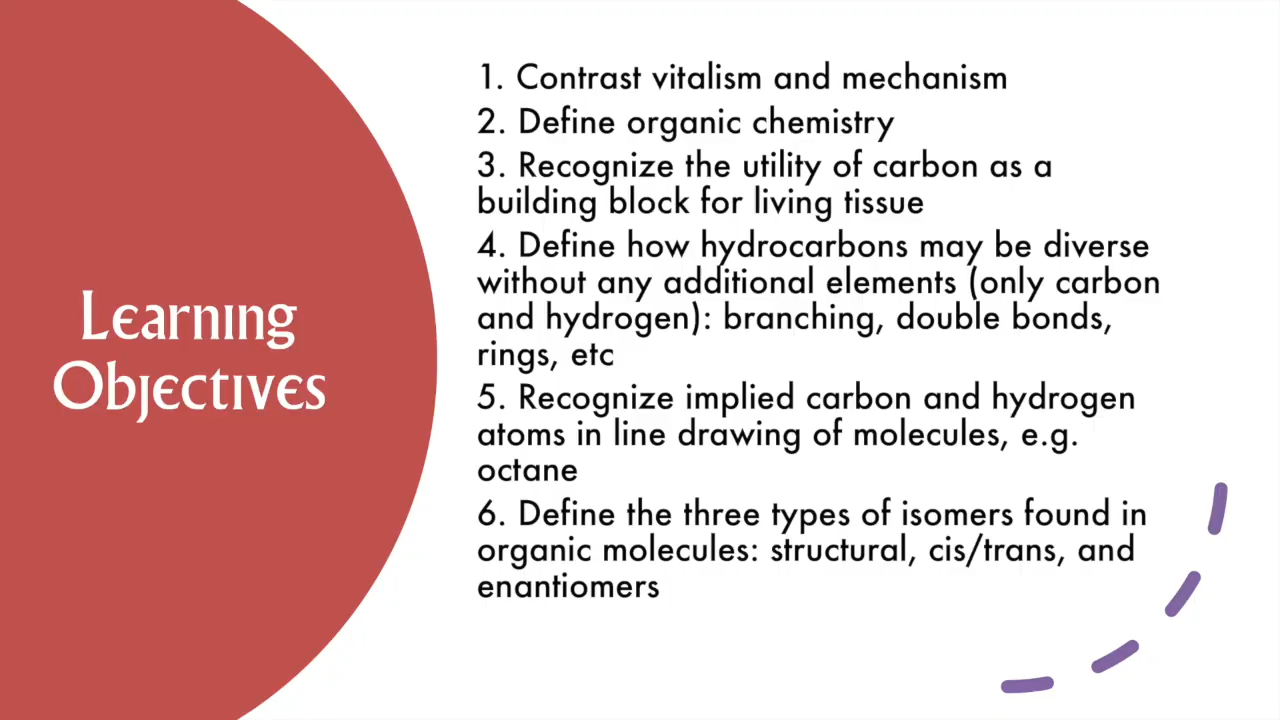 Learning
Objectives
1. Contrast vitalism and mechanism
2. Define organic chemistry
3. Recognize the utility of carbon as a
building block for living tissue
4. Define how hydrocarbons may be diverse
without any additional elements (only carbon
and hydrogen): branching, double bonds,
rings, etc
5. Recognize implied carbon and hydrogen
atoms in line drawing of molecules, e.g.
octane
6. Define the three types of isomers found in
organic molecules: structural, cis/trans, and
enantiomers